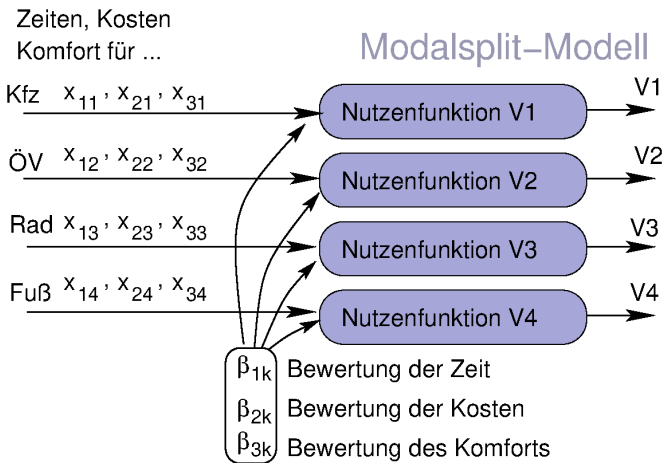 Zeiten, Kosten
Komfort für ...
Modalsplit–Modell
Kfz x₁₁ , x₂₁ , x₃₁ Nutzenfunktion V1 V1
ÖV x₁₂ , x₂₂ , x₃₂ Nutzenfunktion V2 V2
Rad x₁₃ , x₂₃ , x₃₃ Nutzenfunktion V3 V3
Fuß x₁₄ , x₂₄ , x₃₄ Nutzenfunktion V4 V4
β₁ₖ Bewertung der Zeit
β₂ₖ Bewertung der Kosten
β₃ₖ Bewertung des Komforts